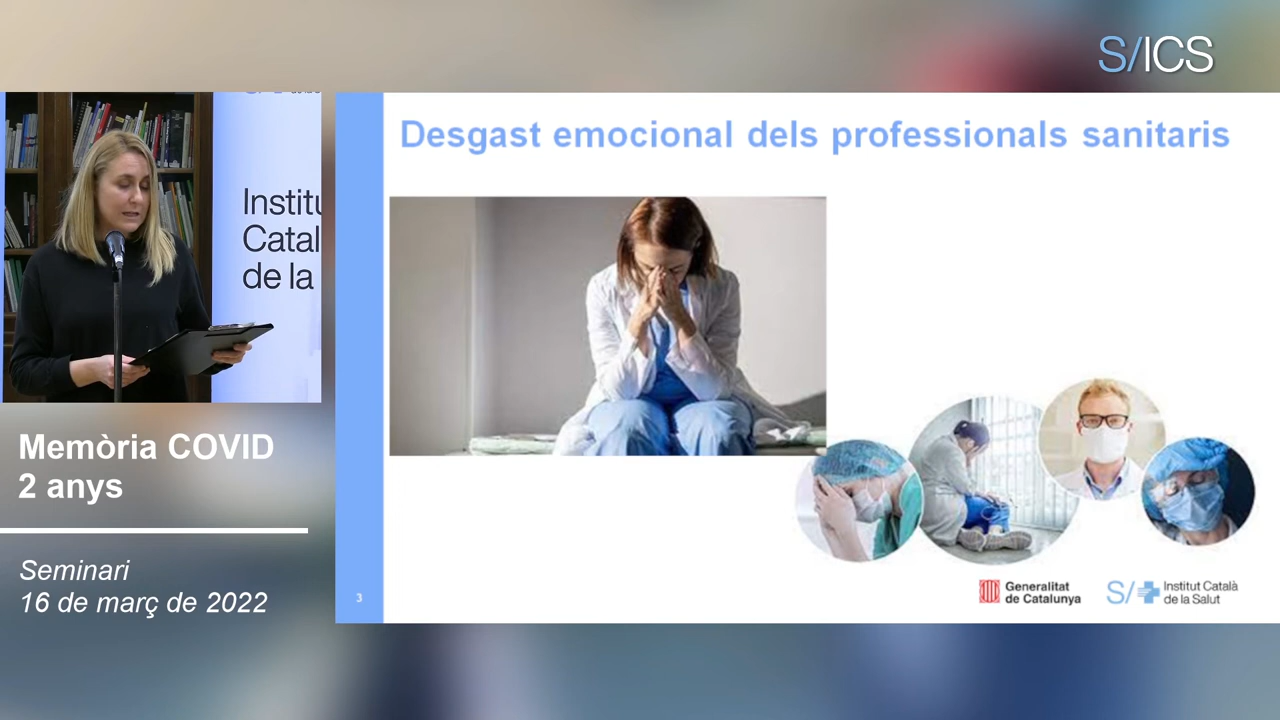 S/ICS
Institu
Catal
de la
Memòria COVID
2 anys
Seminari
16 de març de 2022
Desgast emocional dels professionals sanitaris
3
Generalitat
de Catalunya
S/
Institut Català
de la Salut